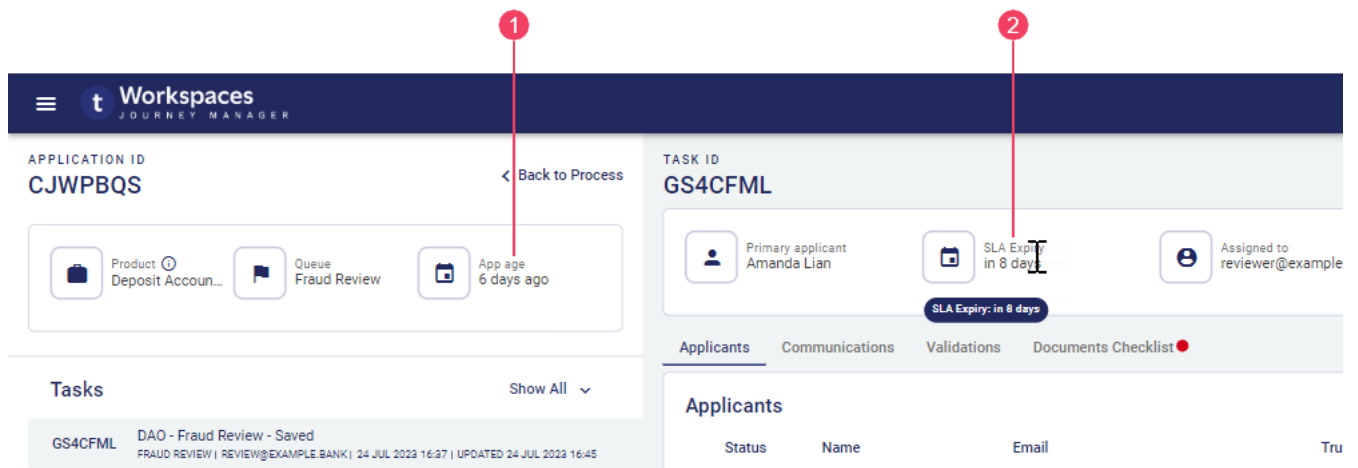 1
2
t Workspaces
JOURNEY MANAGER
APPLICATION ID
CJWPBQS
Back to Process
Product
Deposit Accoun...
Queue
Fraud Review
App age
6 days ago
Tasks
Show All
GS4CFML
DAO - Fraud Review - Saved
FRAUD REVIEW | REVIEW@EXAMPLE.BANK | 24 JUL 2023 16:37 | UPDATED 24 JUL 2023 16:45
TASK ID
GS4CFML
Primary applicant
Amanda Lian
SLA Expiry
in 8 days
Assigned to
reviewer@example
SLA Expiry: in 8 days
Applicants Communications Validations Documents Checklist
Applicants
Status Name Email Tru